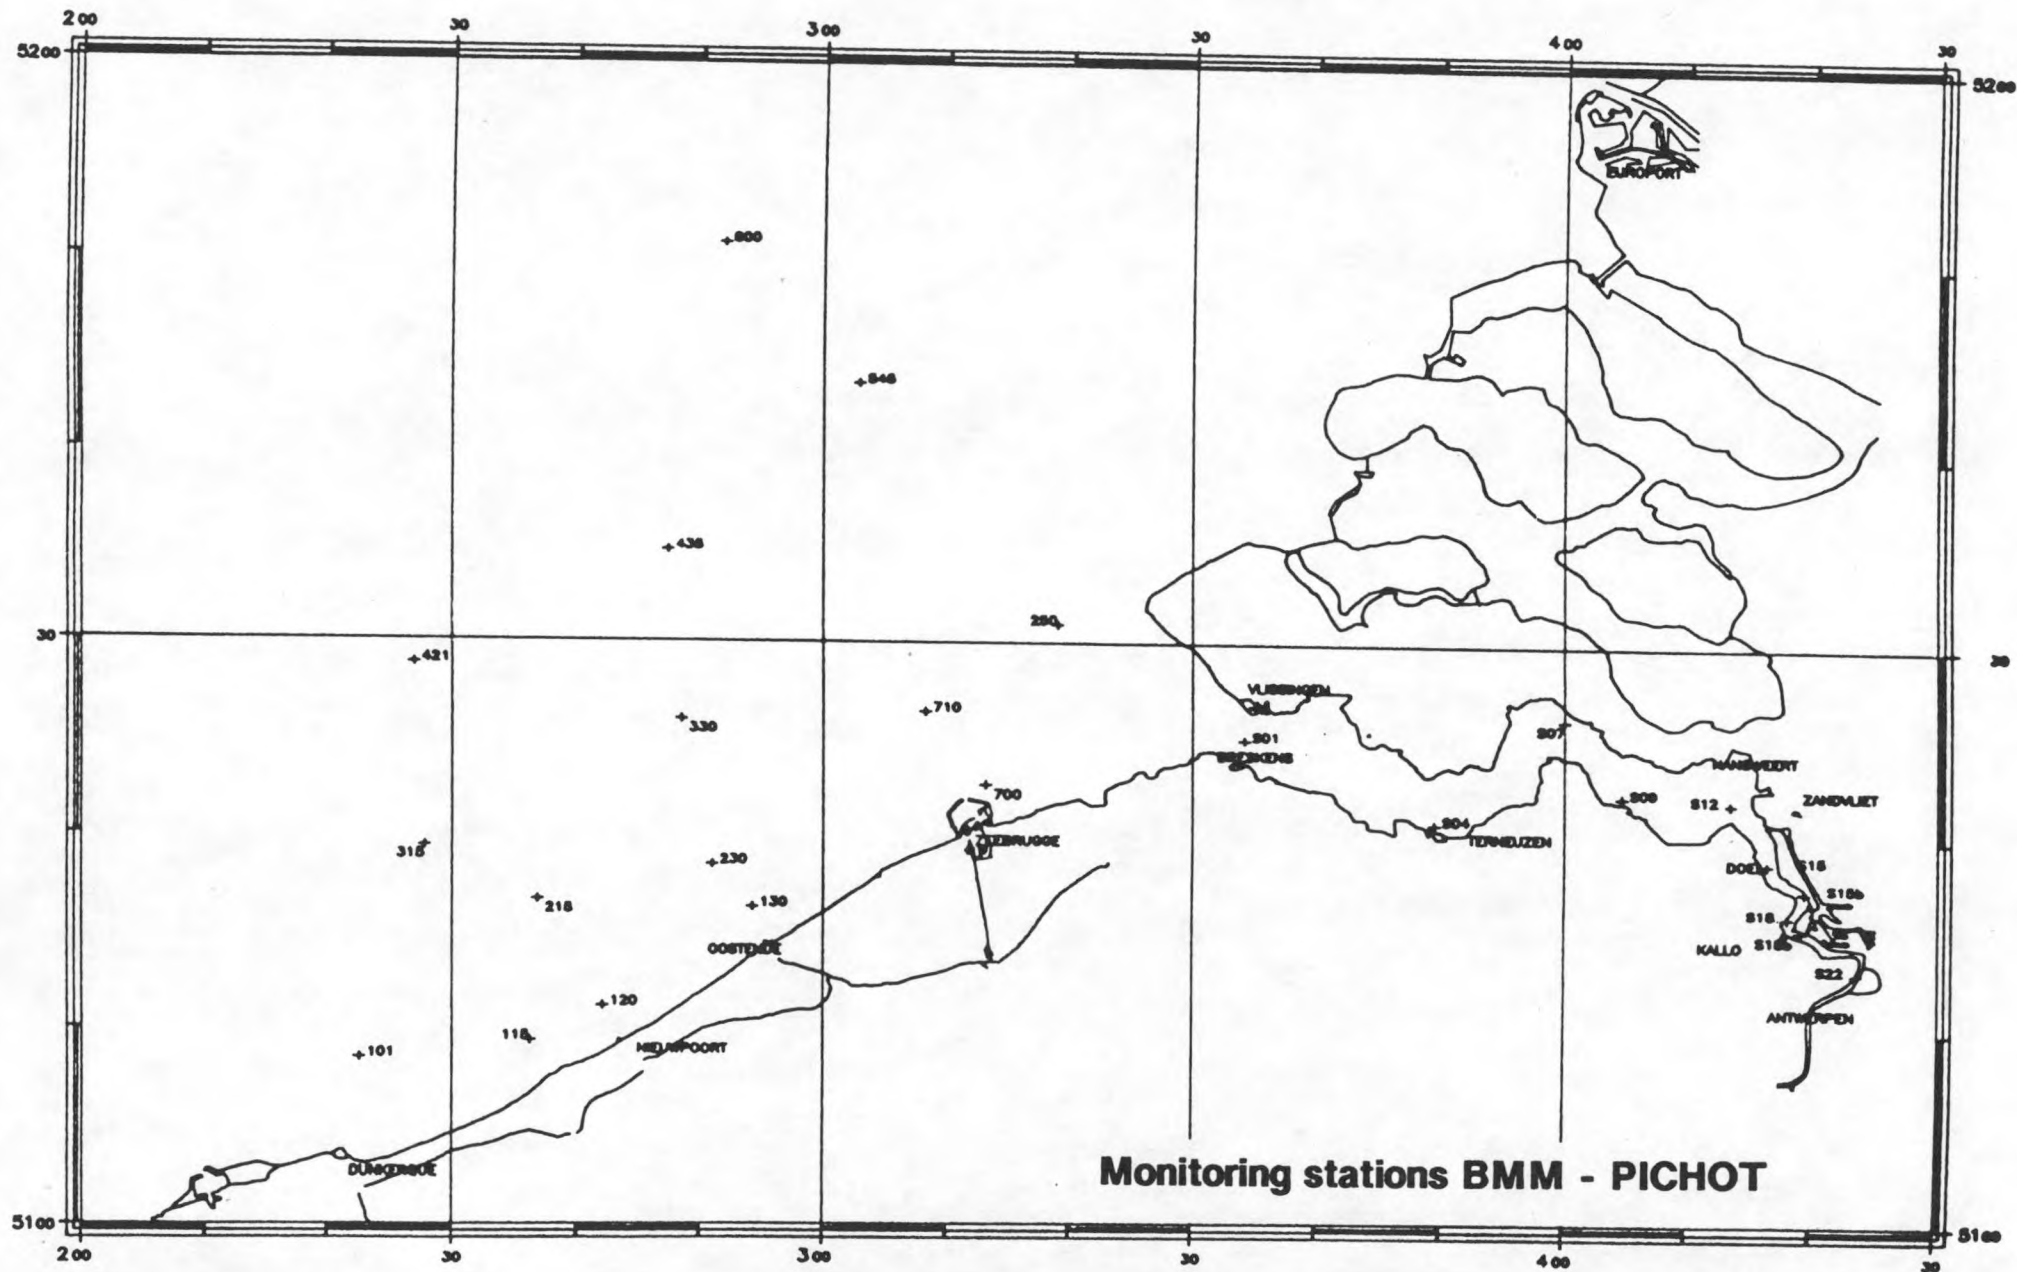 2 00 30 3 00 30 4 00 30
52 00 52 00
EUROPORT
+ 800
+ 545
+ 435
250 +
30 30
+ 421
VLISSINGEN
+ 710
+ 330
S07
+ S01
BRESKENS
HANSWEERT
+ 700
ZANDVLIET
+ S09
S12 +
+ S04
TERNEUZEN
ZEEBRUGGE
315
+ 230
DOEL
S15
+ 215
+ 130
S15b
S18
OOSTENDE
KALLO
S22
+ 120
ANTWERPEN
115 +
NIEUWPOORT
+ 101
DUNKERQUE
Monitoring stations BMM - PICHOT
51 00 51 00
2 00 30 3 00 30 4 00 30